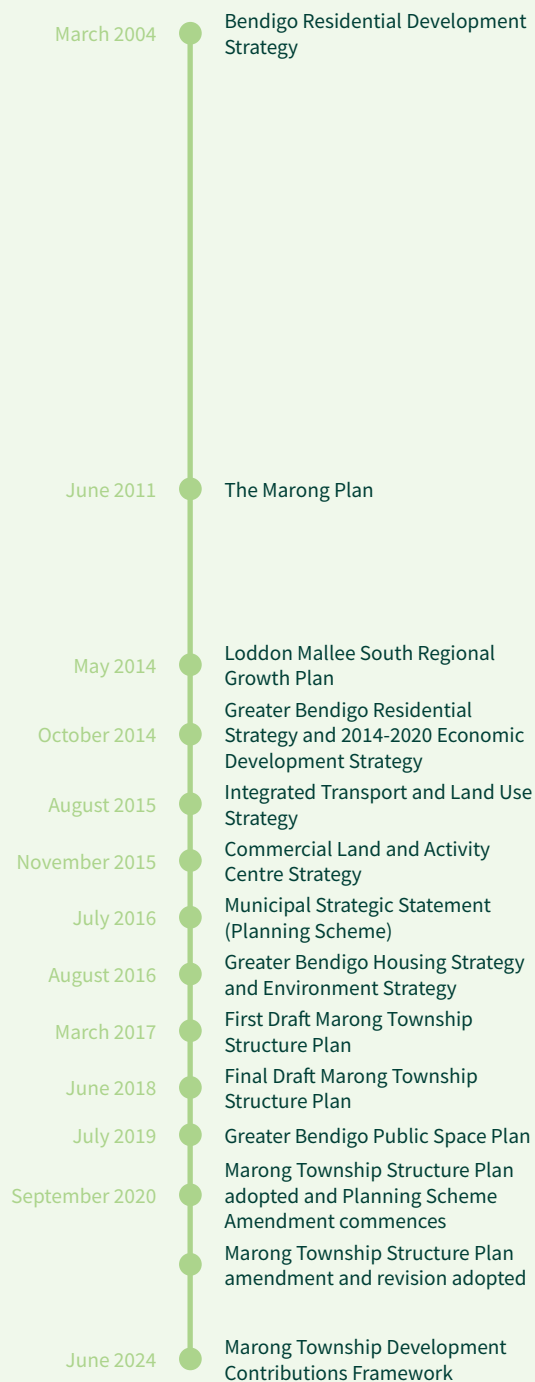 March 2004
Bendigo Residential Development
Strategy
June 2011
The Marong Plan
May 2014
Loddon Mallee South Regional
Growth Plan
October 2014
Greater Bendigo Residential
Strategy and 2014-2020 Economic
Development Strategy
August 2015
Integrated Transport and Land Use
Strategy
November 2015
Commercial Land and Activity
Centre Strategy
July 2016
Municipal Strategic Statement
(Planning Scheme)
August 2016
Greater Bendigo Housing Strategy
and Environment Strategy
March 2017
First Draft Marong Township
Structure Plan
June 2018
Final Draft Marong Township
Structure Plan
July 2019
Greater Bendigo Public Space Plan
September 2020
Marong Township Structure Plan
adopted and Planning Scheme
Amendment commences
Marong Township Structure Plan
amendment and revision adopted
June 2024
Marong Township Development
Contributions Framework